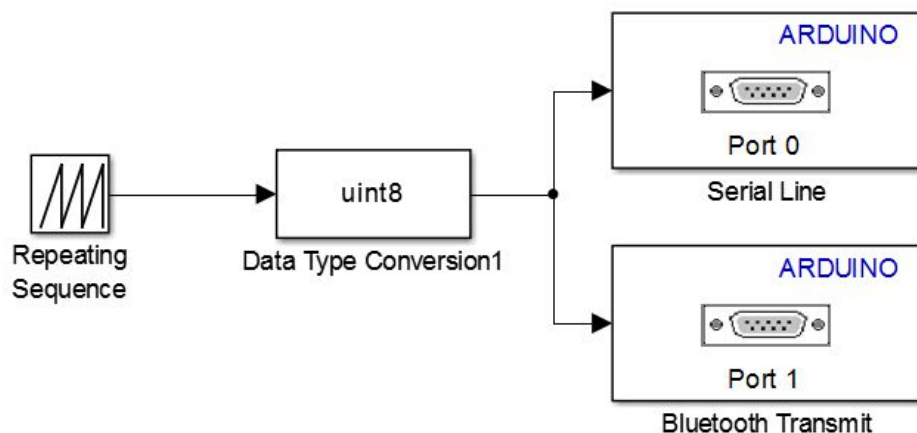 ARDUINO
Port 0
Serial Line
uint8
Repeating
Sequence
Data Type Conversion1
ARDUINO
Port 1
Bluetooth Transmit